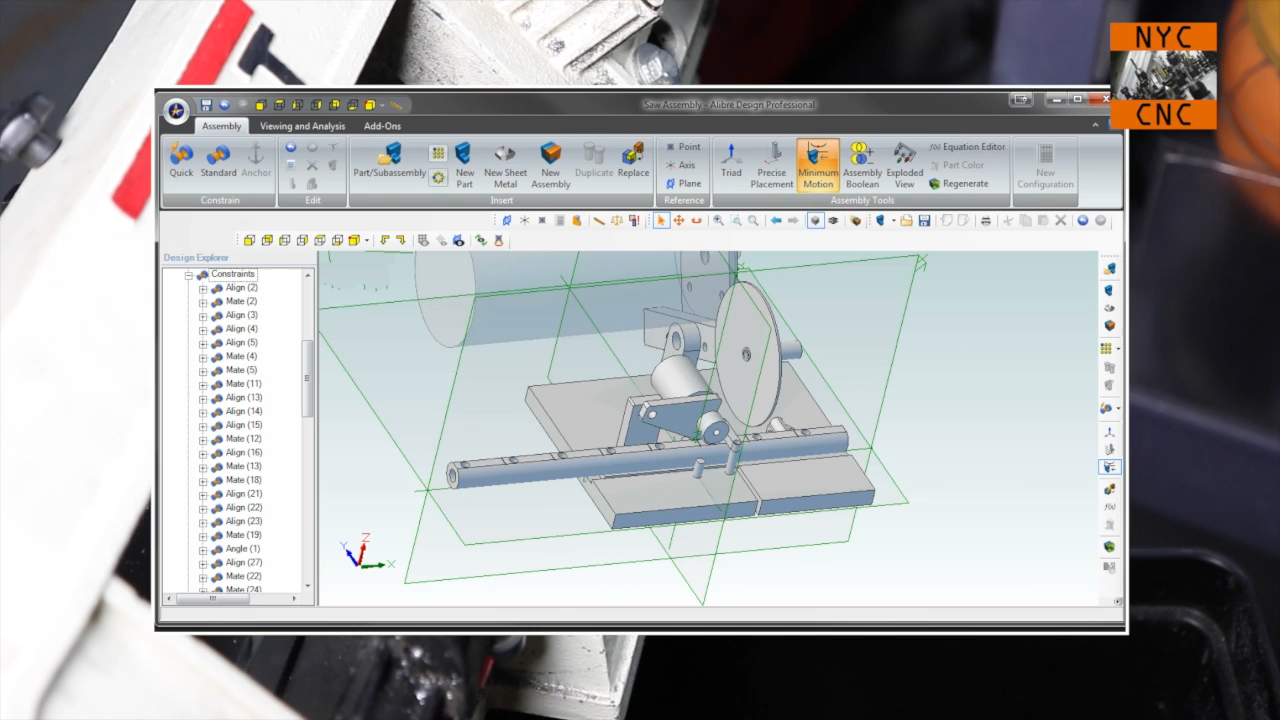 NYC
CNC
Saw Assembly - Alibre Design Professional
Assembly
Viewing and Analysis
Add-Ons
Quick
Standard
Anchor
Constrain
Edit
Part/Subassembly
New Part
New Sheet Metal
New Assembly
Duplicate
Replace
Insert
Point
Axis
Plane
Reference
Triad
Precise Placement
Minimum Motion
Assembly Boolean
Exploded View
f(x) Equation Editor
Part Color
Regenerate
Assembly Tools
New Configuration
Design Explorer
Constraints
Align (2)
Mate (2)
Align (3)
Align (4)
Align (5)
Mate (4)
Mate (5)
Mate (11)
Align (13)
Align (14)
Align (15)
Mate (12)
Align (16)
Mate (13)
Mate (18)
Align (21)
Align (22)
Align (23)
Mate (19)
Angle (1)
Align (27)
Mate (22)
Mate (24)
Z
Y
X
f(x)